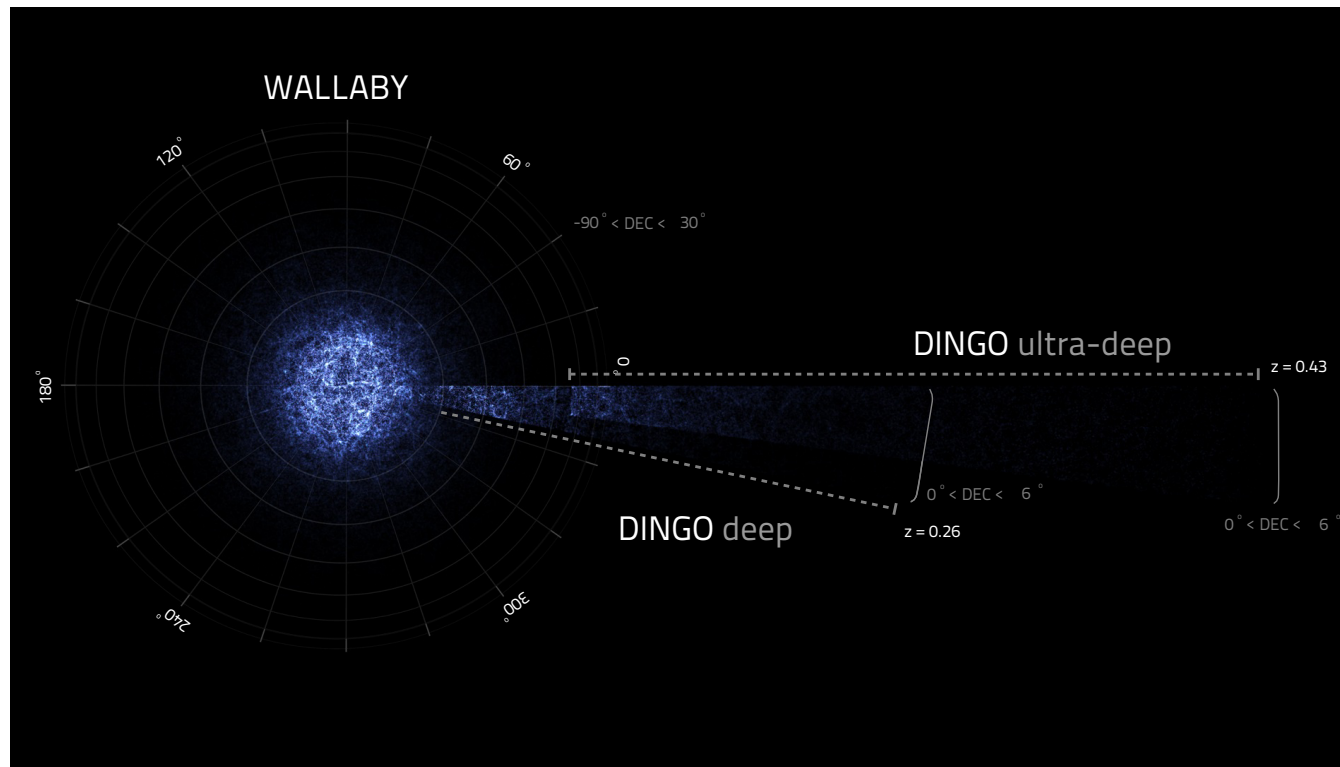 WALLABY
120°
60°
-90° < DEC < 30°
DINGO ultra-deep
0°
z = 0.43
180°
0° < DEC < 6°
DINGO deep
z = 0.26
0° < DEC < 6°
240°
300°